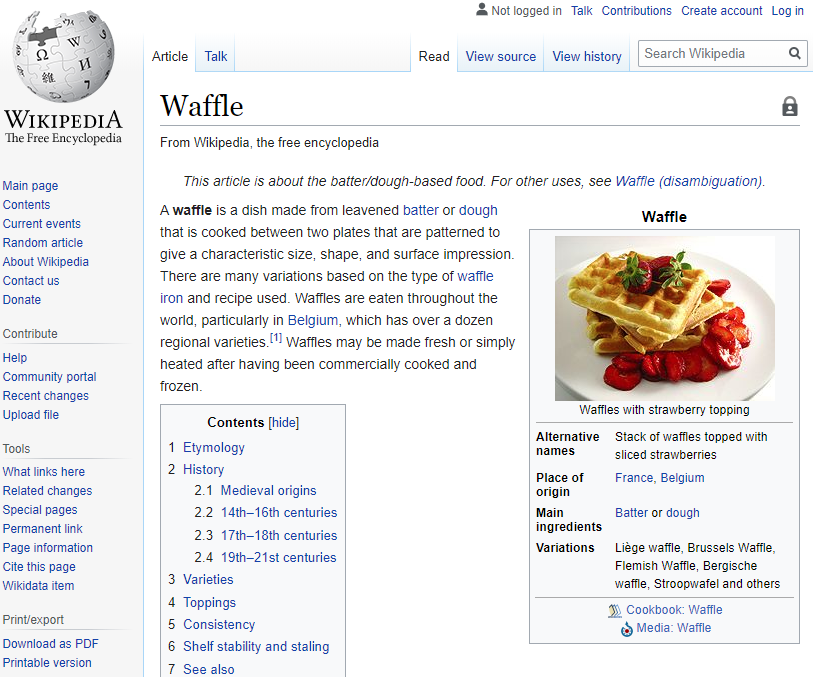 Not logged in Talk Contributions Create account Log in
Article Talk Read View source View history Search Wikipedia
WIKIPEDIA
The Free Encyclopedia
Main page
Contents
Current events
Random article
About Wikipedia
Contact us
Donate
Contribute
Help
Community portal
Recent changes
Upload file
Tools
What links here
Related changes
Special pages
Permanent link
Page information
Cite this page
Wikidata item
Print/export
Download as PDF
Printable version
Waffle
From Wikipedia, the free encyclopedia
This article is about the batter/dough-based food. For other uses, see Waffle (disambiguation).
A waffle is a dish made from leavened batter or dough
that is cooked between two plates that are patterned to
give a characteristic size, shape, and surface impression.
There are many variations based on the type of waffle
iron and recipe used. Waffles are eaten throughout the
world, particularly in Belgium, which has over a dozen
regional varieties.[1] Waffles may be made fresh or simply
heated after having been commercially cooked and
frozen.
Contents [hide]
1 Etymology
2 History
2.1 Medieval origins
2.2 14th–16th centuries
2.3 17th–18th centuries
2.4 19th–21st centuries
3 Varieties
4 Toppings
5 Consistency
6 Shelf stability and staling
7 See also
Waffle
Waffles with strawberry topping
Alternative names Stack of waffles topped with
sliced strawberries
Place of origin France, Belgium
Main ingredients Batter or dough
Variations Liège waffle, Brussels Waffle,
Flemish Waffle, Bergische
waffle, Stroopwafel and others
Cookbook: Waffle
Media: Waffle